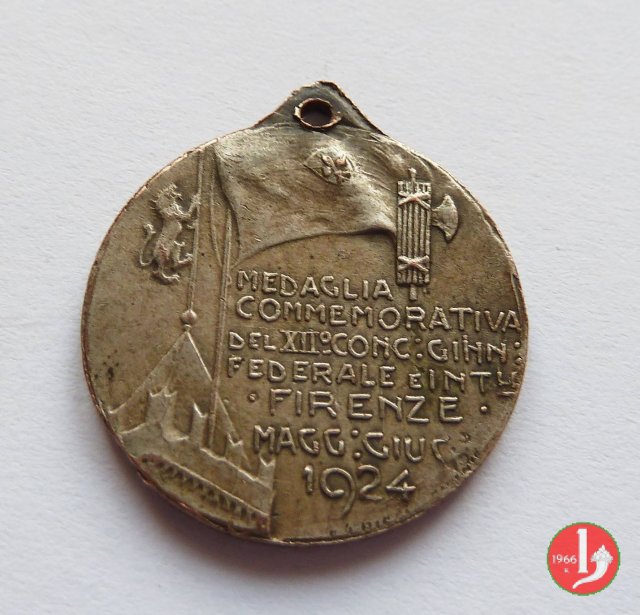 MEDAGLIA
COMMEMORATIVA
DEL XIIº CONC: GINN:
FEDERALE E INTLE
· FIRENZE ·
MAGG: GIUG
1924
1966